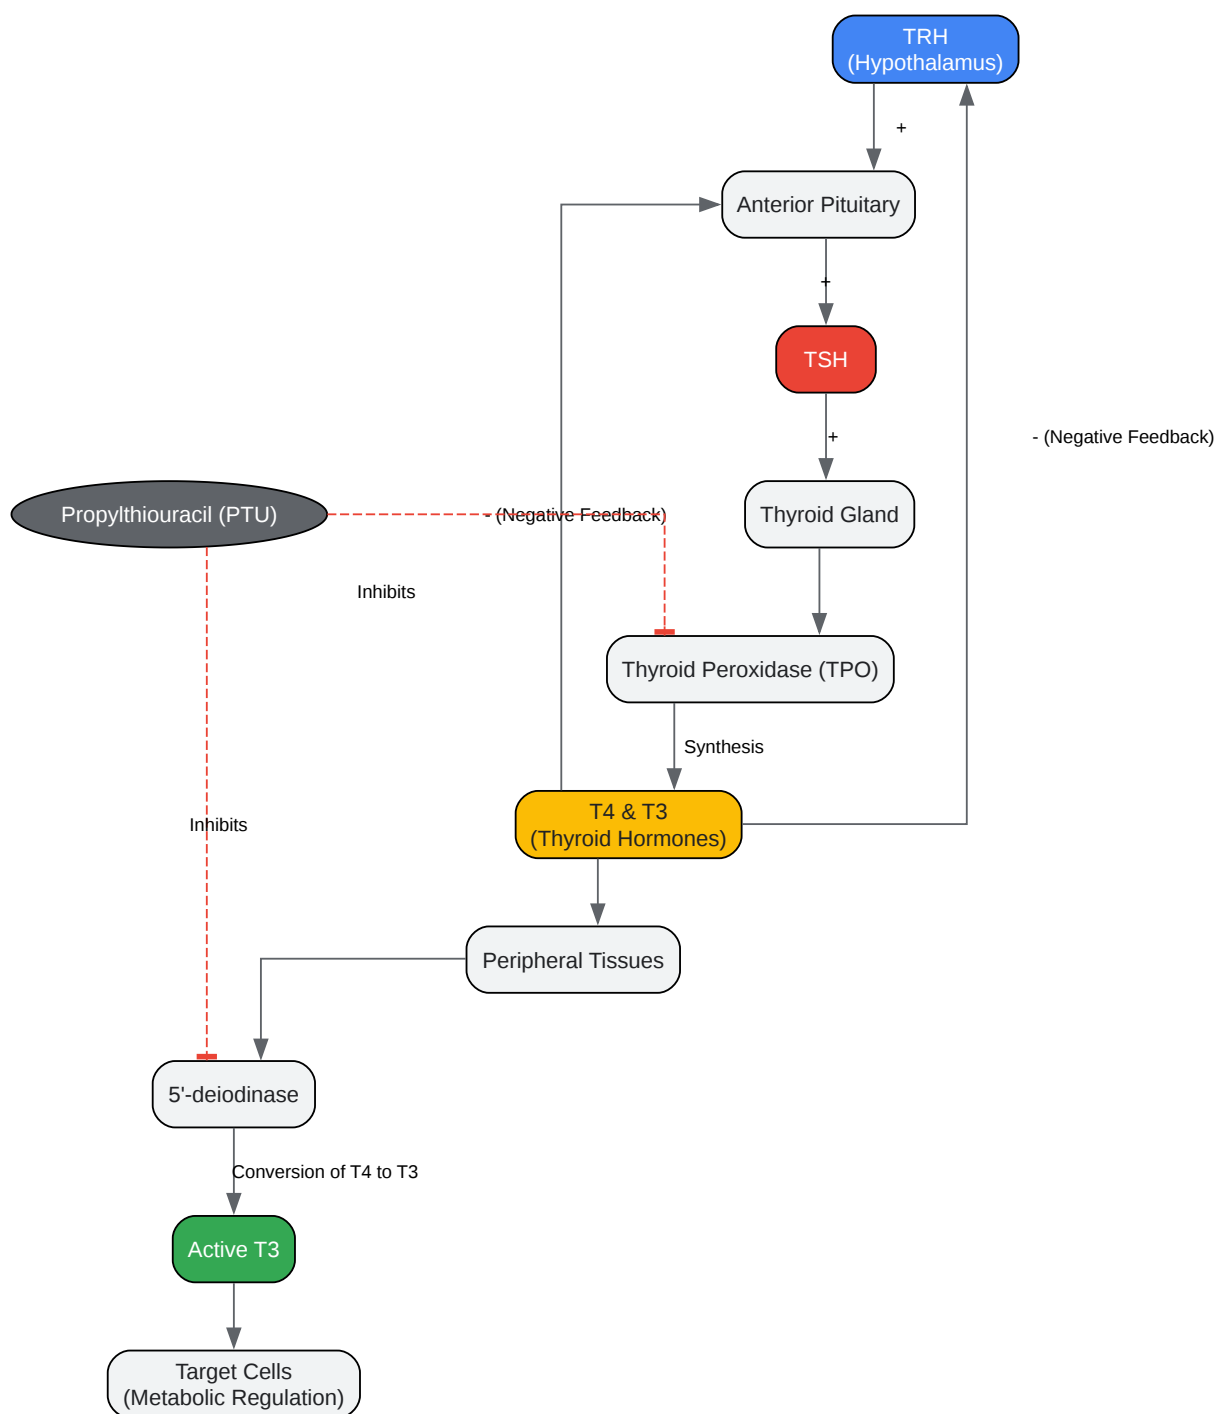 TRH
(Hypothalamus)
+
Anterior Pituitary
+
TSH
+
- (Negative Feedback)
Propylthiouracil (PTU)
- (Negative Feedback)
Thyroid Gland
Inhibits
Thyroid Peroxidase (TPO)
Synthesis
T4 & T3
(Thyroid Hormones)
Inhibits
Peripheral Tissues
5'-deiodinase
Conversion of T4 to T3
Active T3
Target Cells
(Metabolic Regulation)